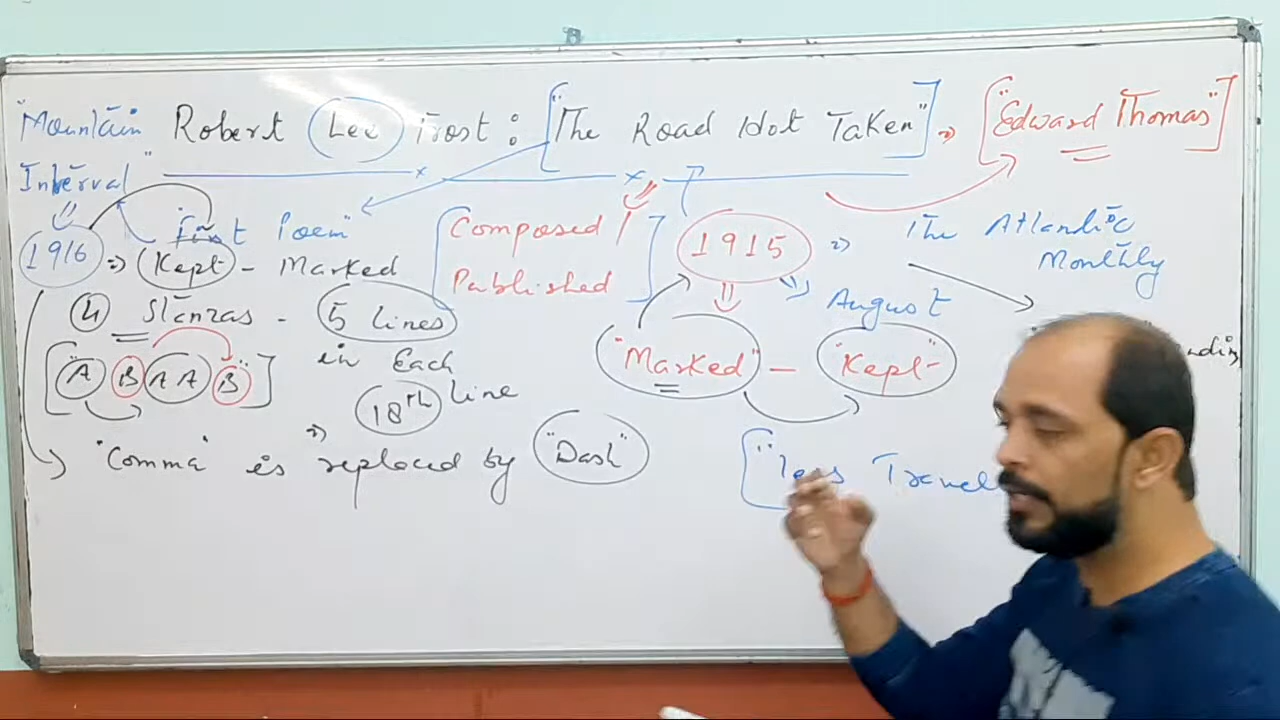 "Mountain Interval"
Robert Lee Frost : ["The Road Not Taken"] => ["Edward Thomas"]
1916 => Kept - Marked
"First Poem"
[Composed / Published]
1915 => The Atlantic Monthly
August
4 Stanzas - 5 lines in Each
["A B A A B"]
18th line
"Marked" - "Kept"
"Comma" is replaced by "Dash"
["less